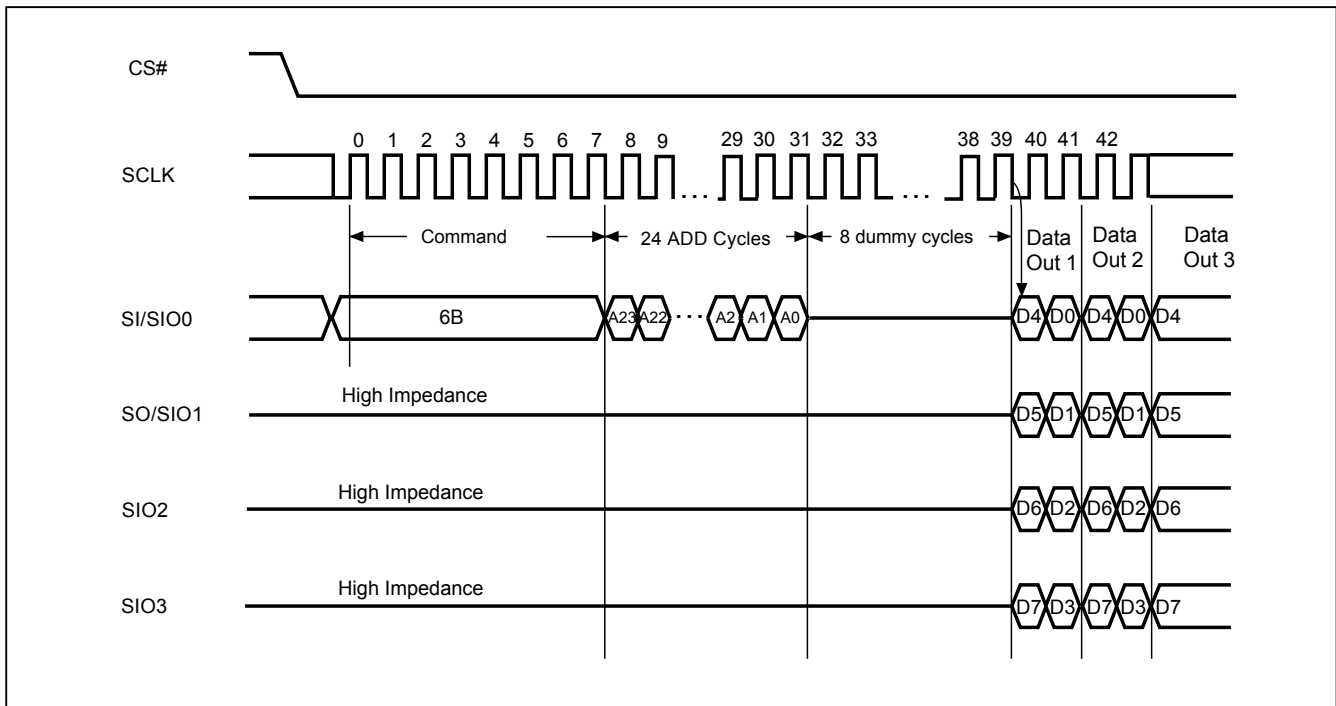 CS#
0 1 2 3 4 5 6 7 8 9 29 30 31 32 33 38 39 40 41 42
SCLK
. . . . . . . . .
Command 24 ADD Cycles 8 dummy cycles Data Out 1 Data Out 2 Data Out 3
SI/SIO0 6B A23 A22 . . . A2 A1 A0 D4 D0 D4 D0 D4
High Impedance
SO/SIO1 D5 D1 D5 D1 D5
High Impedance
SIO2 D6 D2 D6 D2 D6
High Impedance
SIO3 D7 D3 D7 D3 D7